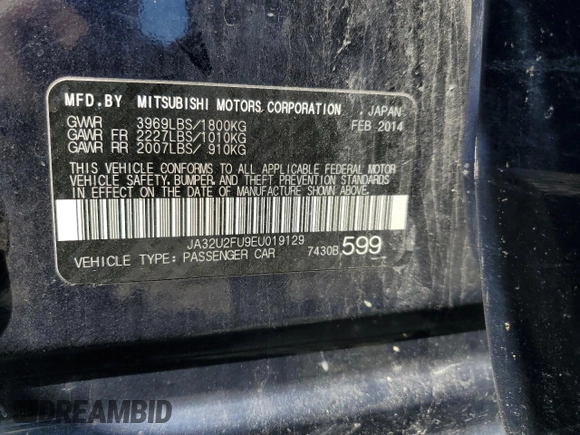 MFD.BY MITSUBISHI MOTORS CORPORATION JAPAN
GVWR 3969LBS/1800KG FEB 2014
GAWR FR 2227LBS/1010KG
GAWR RR 2007LBS/ 910KG
THIS VEHICLE CONFORMS TO ALL APPLICABLE FEDERAL MOTOR
VEHICLE SAFETY, BUMPER, AND THEFT PREVENTION STANDARDS
IN EFFECT ON THE DATE OF MANUFACTURE SHOWN ABOVE.
JA32U2FU9EU019129
VEHICLE TYPE: PASSENGER CAR 7430B599
DREAMBID